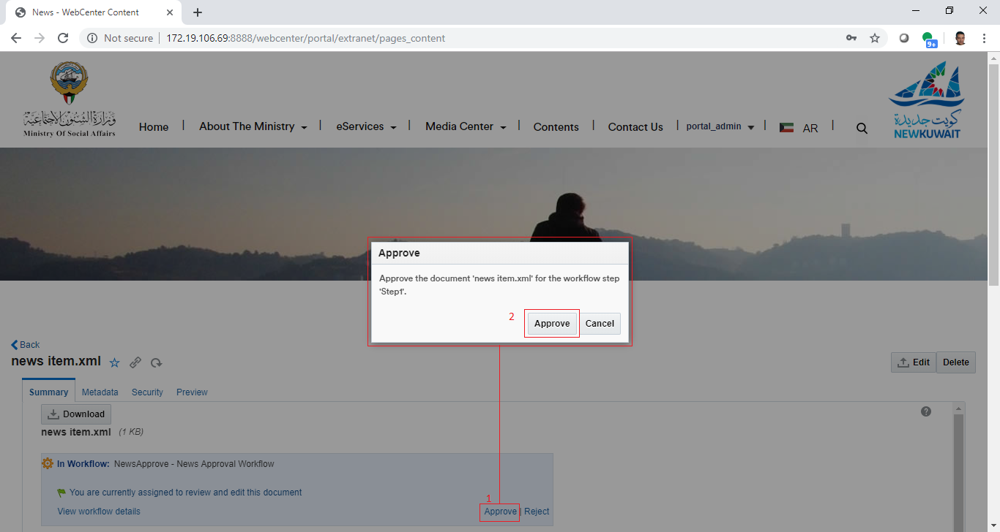 News - WebCenter Content
Not secure 172.19.106.69:8888/webcenter/portal/extranet/pages_content
9+
وزارة الشئون الاجتماعية
Ministry Of Social Affairs
Home | About The Ministry | eServices | Media Center | Contents | Contact Us | portal_admin | AR |
كويت جديدة
NEWKUWAIT
Approve
Approve the document 'news item.xml' for the workflow step
'Step1'.
2 Approve Cancel
Back
news item.xml
Edit Delete
Summary Metadata Security Preview
Download
?
news item.xml (1 KB)
In Workflow: NewsApprove - News Approval Workflow
You are currently assigned to review and edit this document
1
View workflow details Approve | Reject